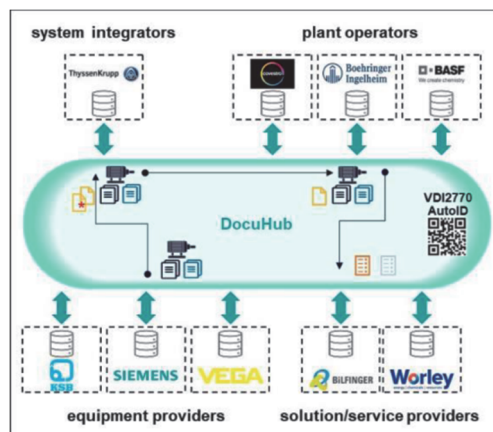 system integrators
plant operators
ThyssenKrupp
covestro
Boehringer
Ingelheim
BASF
We create chemistry
DocuHub
VDI2770
AutoID
KSB
SIEMENS
VEGA
BILFINGER
Worley
equipment providers
solution/service providers